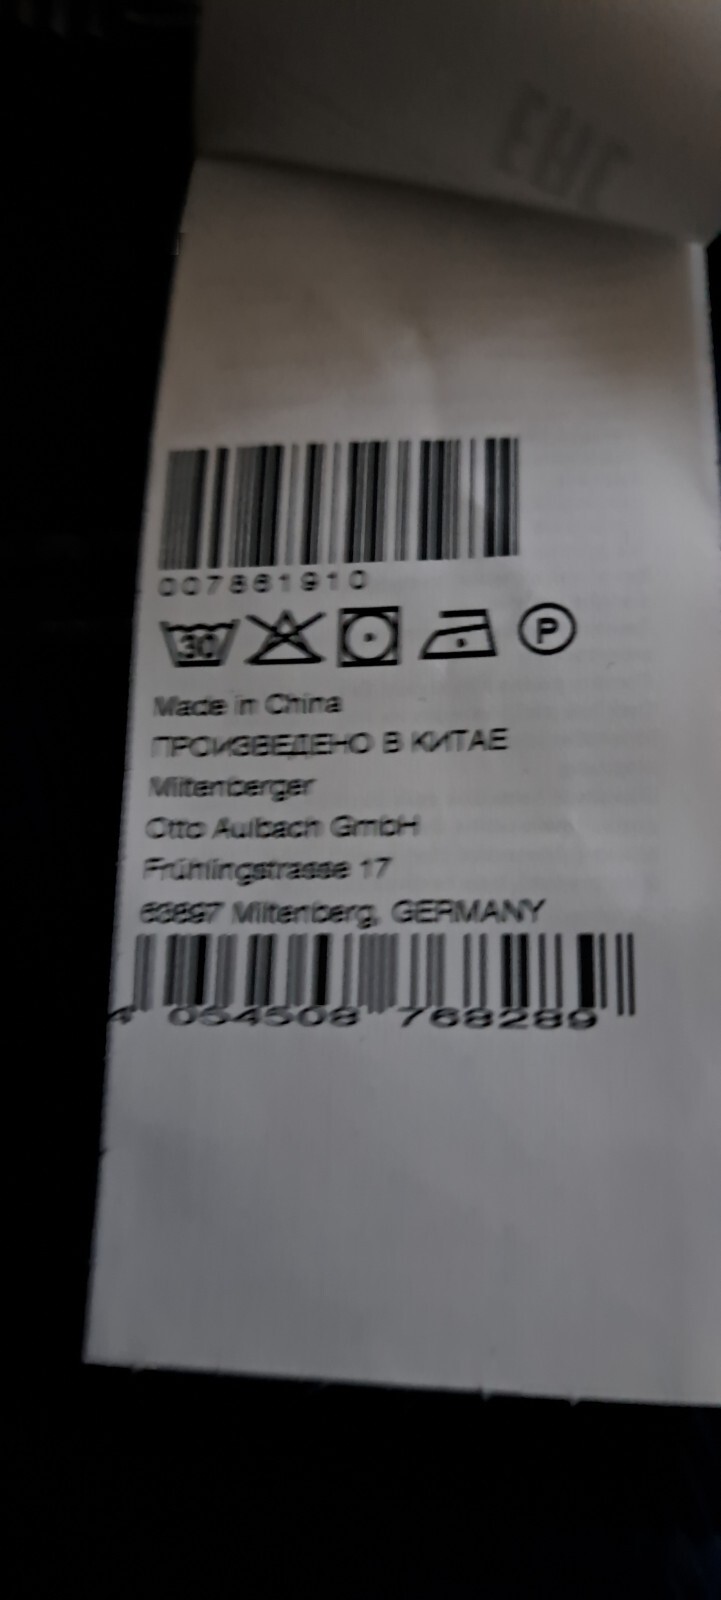 EAC
007861910
30
P
Made in China
ПРОИЗВЕДЕНО В КИТАЕ
Miltenberger
Otto Aulbach GmbH
Frühlingstrasse 17
63897 Miltenberg, GERMANY
4 054508 768289